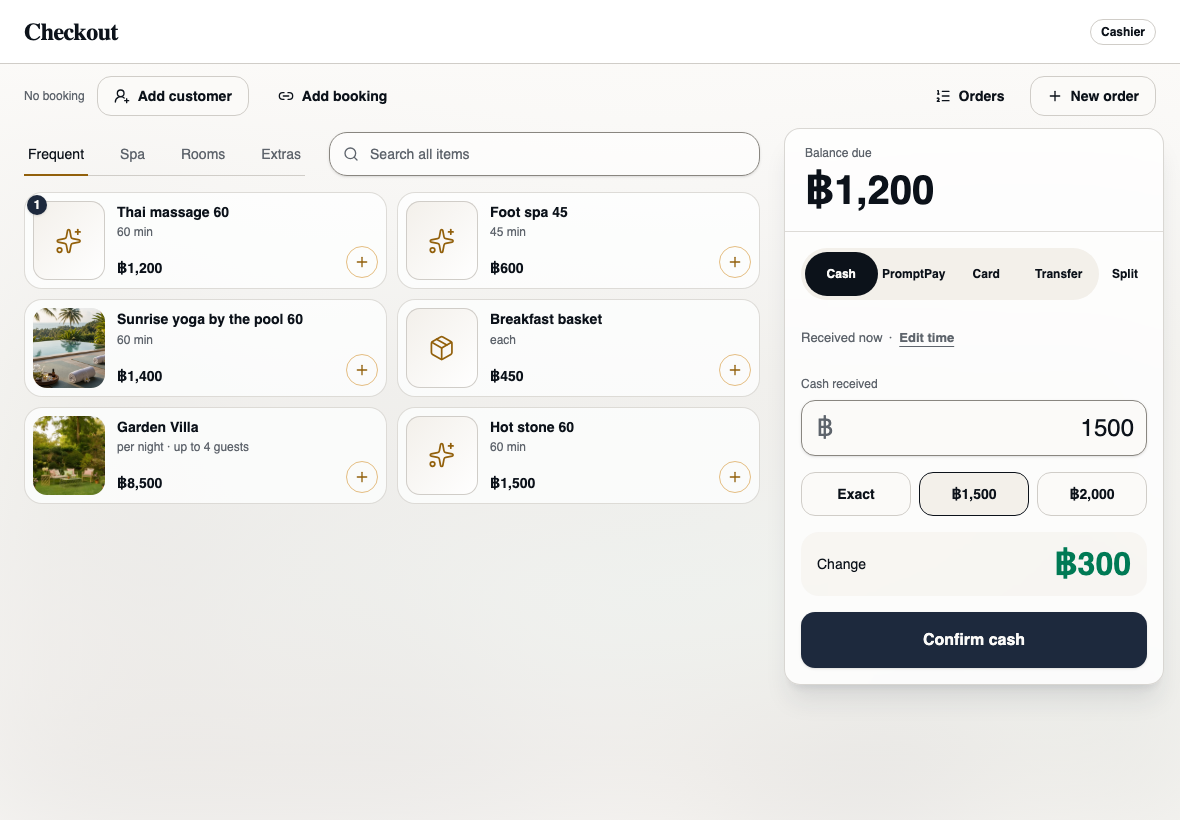 Checkout
Cashier
No booking
Add customer
Add booking
Orders
New order
Frequent
Spa
Rooms
Extras
Search all items
1
Thai massage 60
60 min
฿1,200
Foot spa 45
45 min
฿600
Sunrise yoga by the pool 60
60 min
฿1,400
Breakfast basket
each
฿450
Garden Villa
per night · up to 4 guests
฿8,500
Hot stone 60
60 min
฿1,500
Balance due
฿1,200
Cash
PromptPay
Card
Transfer
Split
Received now · Edit time
Cash received
฿ 1500
Exact
฿1,500
฿2,000
Change
฿300
Confirm cash